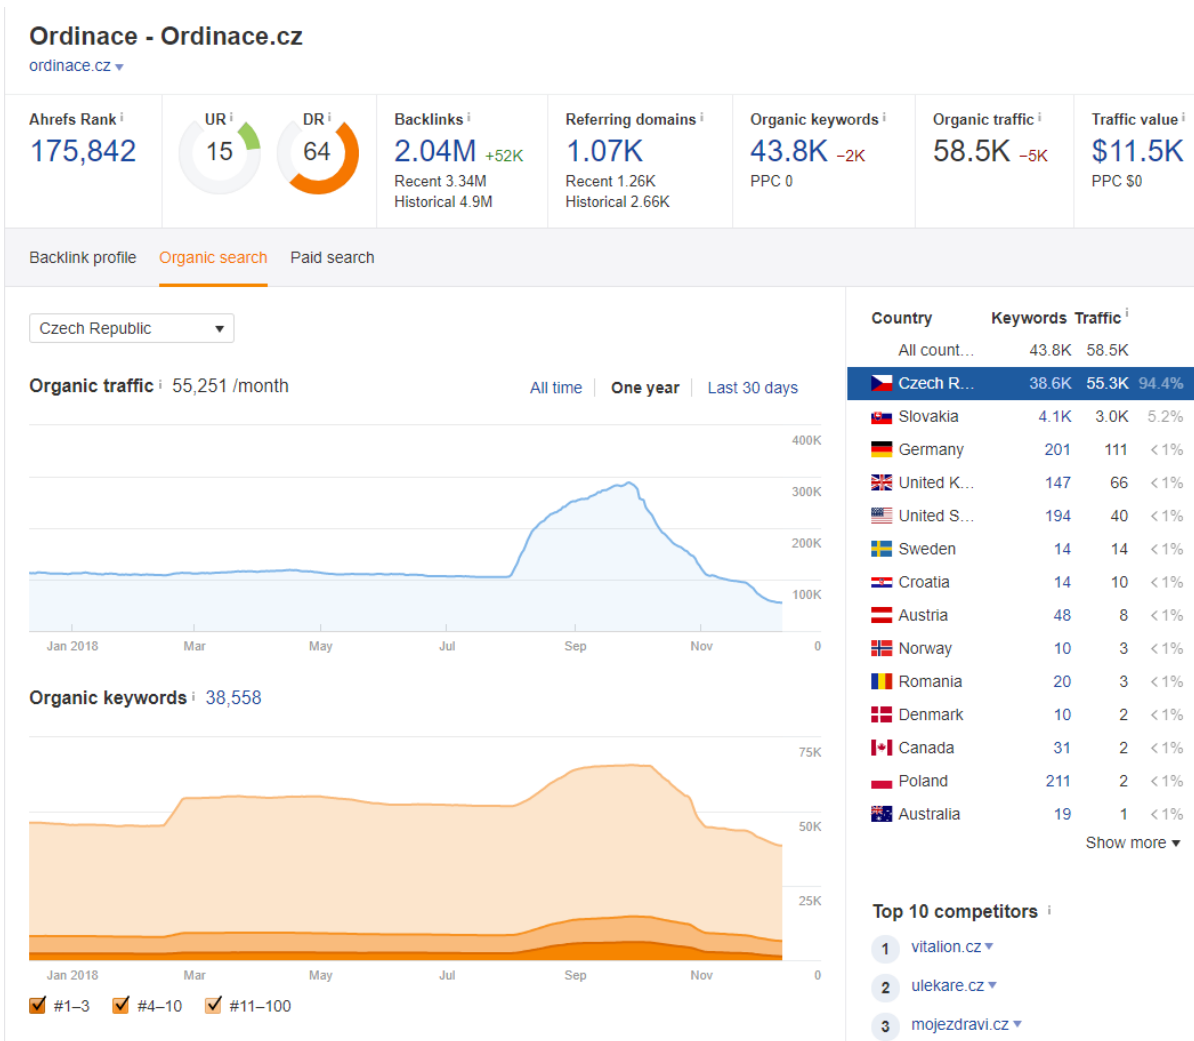 Ordinace - Ordinace.cz
ordinace.cz
Ahrefs Rank i
175,842
UR i
15
DR i
64
Backlinks i
2.04M +52K
Recent 3.34M
Historical 4.9M
Referring domains i
1.07K
Recent 1.26K
Historical 2.66K
Organic keywords i
43.8K –2K
PPC 0
Organic traffic i
58.5K –5K
Traffic value i
$11.5K
PPC $0
Backlink profile Organic search Paid search
Czech Republic
Organic traffic i 55,251 /month
All time One year Last 30 days
400K
300K
200K
100K
Jan 2018 Mar May Jul Sep Nov 0
Organic keywords i 38,558
75K
50K
25K
Jan 2018 Mar May Jul Sep Nov 0
#1–3 #4–10 #11–100
Country Keywords Traffic i
All count... 43.8K 58.5K
Czech R... 38.6K 55.3K 94.4%
Slovakia 4.1K 3.0K 5.2%
Germany 201 111 <1%
United K... 147 66 <1%
United S... 194 40 <1%
Sweden 14 14 <1%
Croatia 14 10 <1%
Austria 48 8 <1%
Norway 10 3 <1%
Romania 20 3 <1%
Denmark 10 2 <1%
Canada 31 2 <1%
Poland 211 2 <1%
Australia 19 1 <1%
Show more
Top 10 competitors i
1 vitalion.cz
2 ulekare.cz
3 mojezdravi.cz